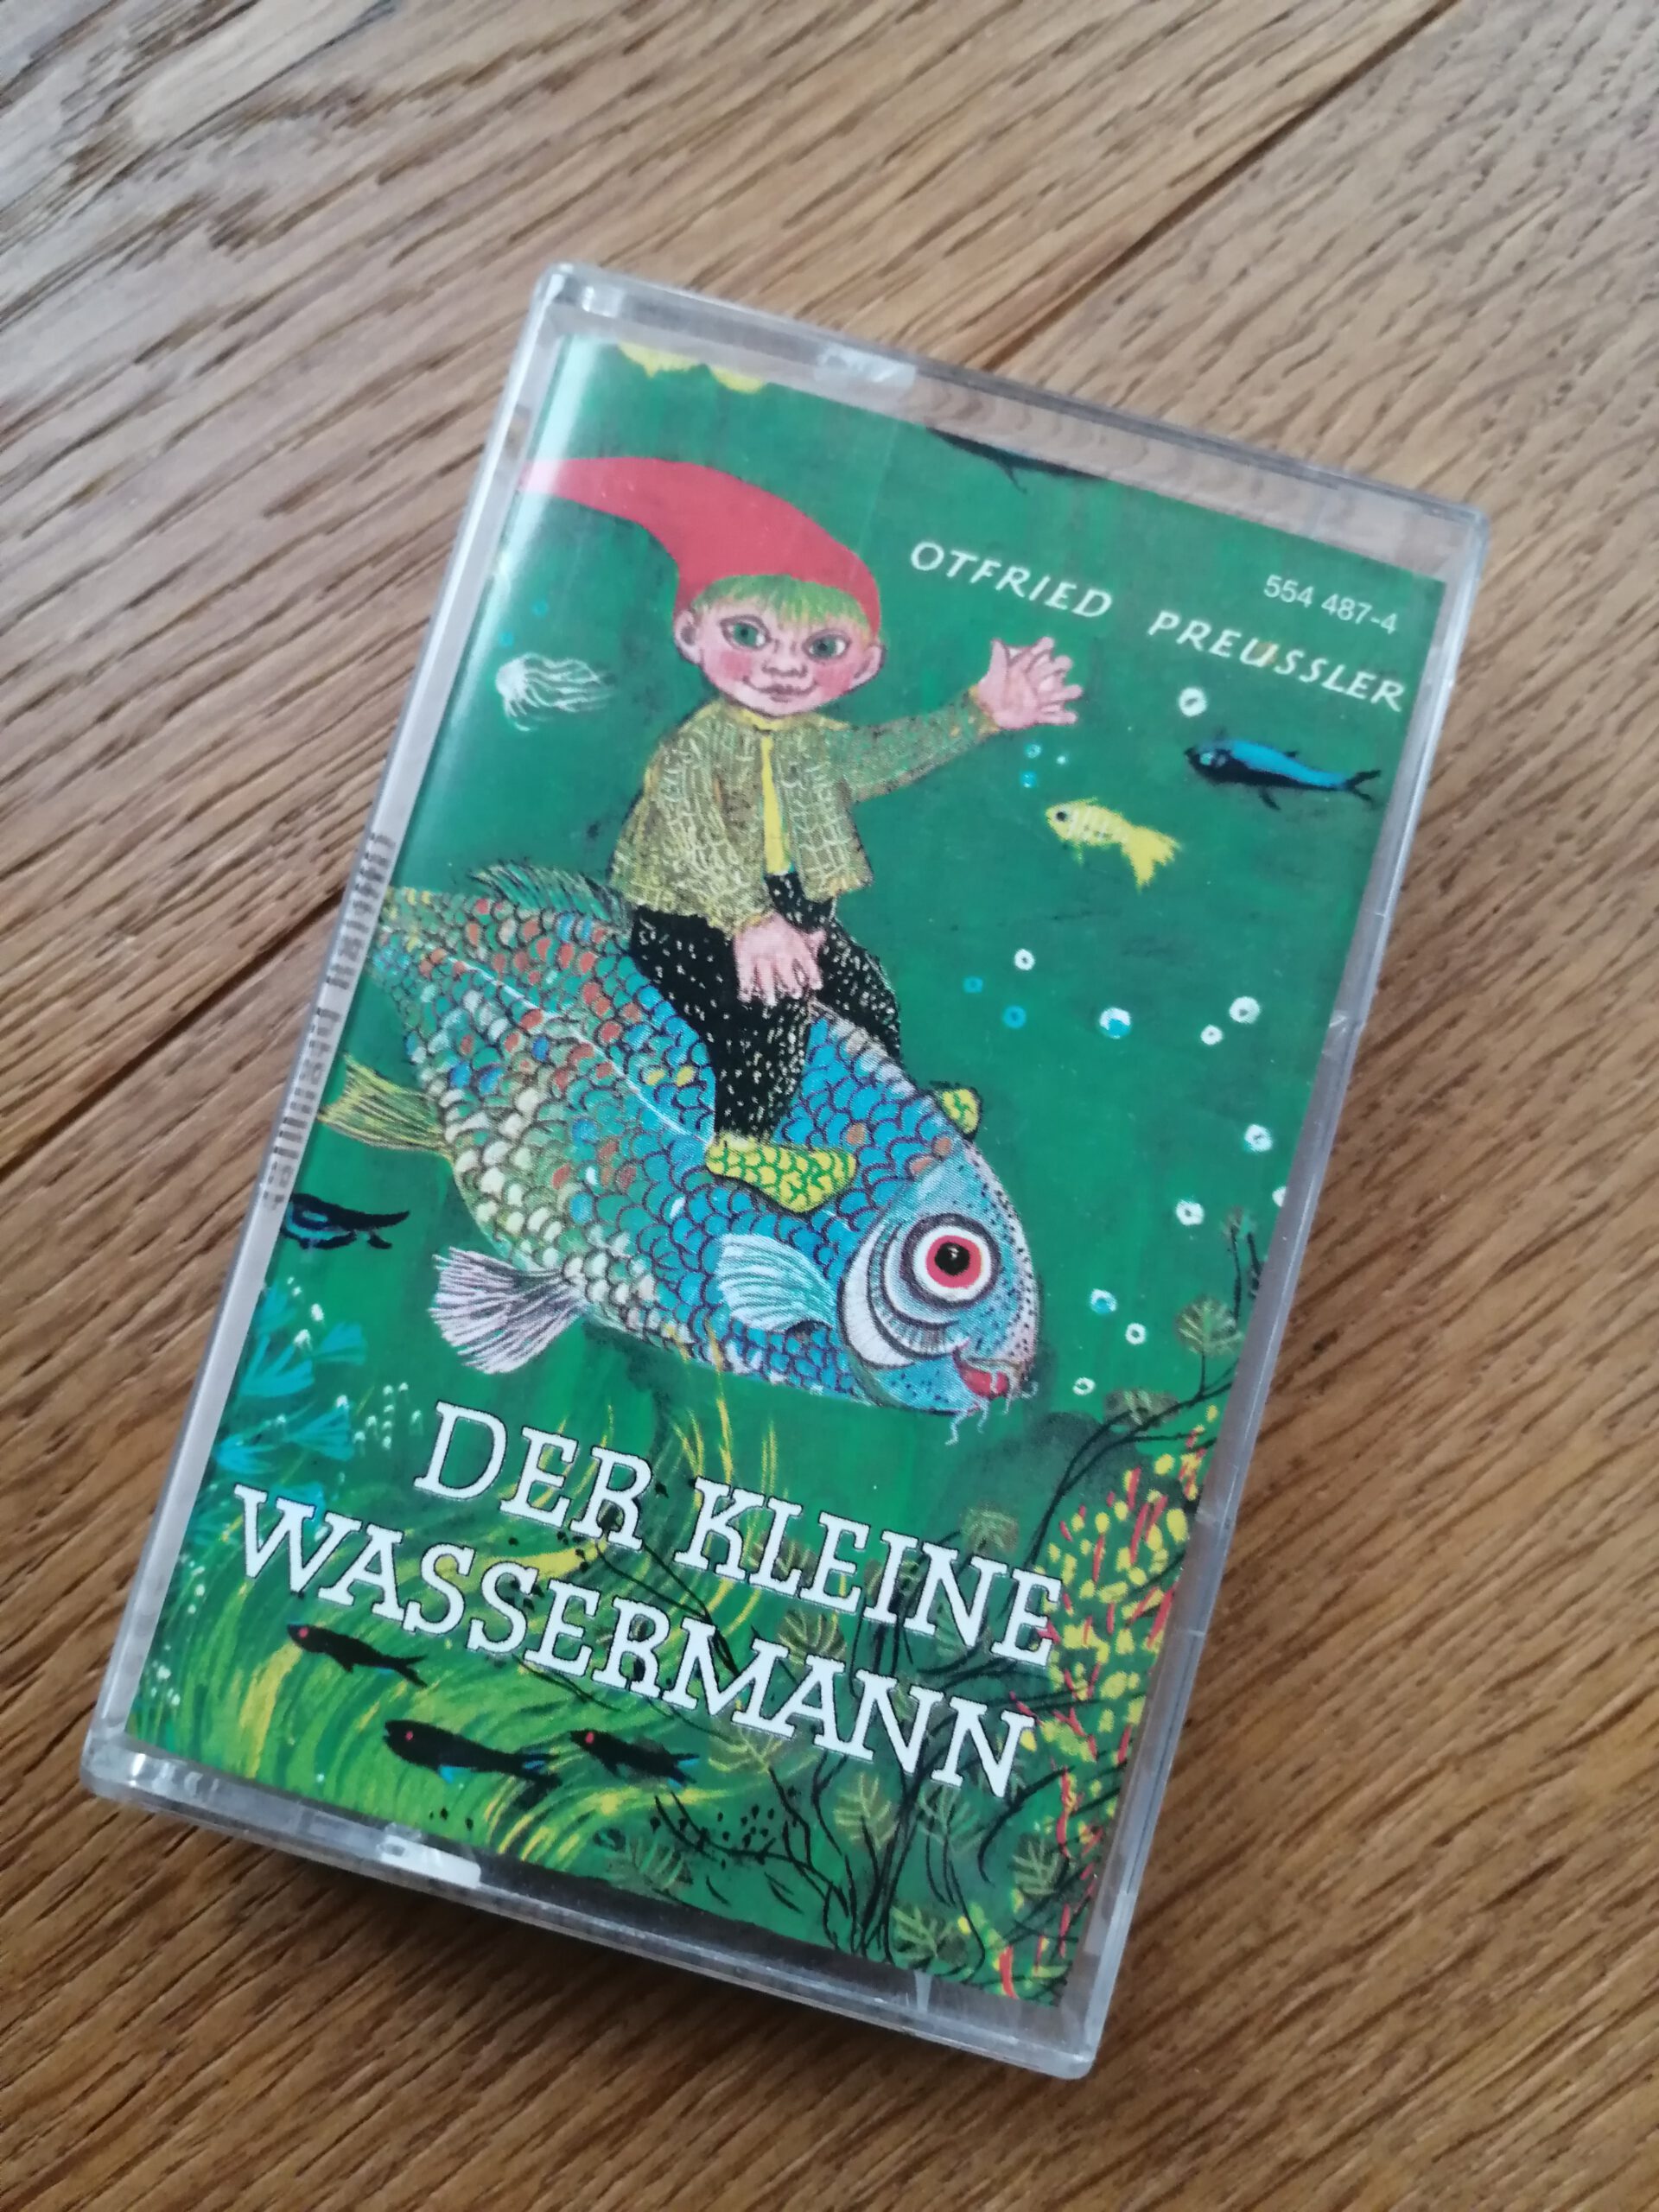 554 487-4
OTFRIED PREUSSLER
DER KLEINE
WASSERMANN